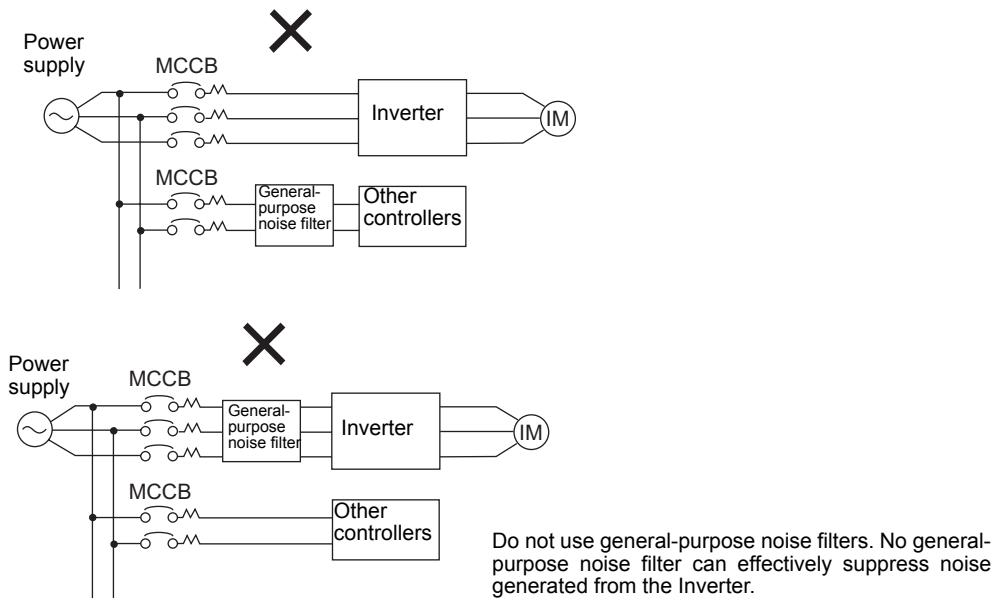 Power
supply
MCCB
Inverter
IM
MCCB
General-
purpose
noise filter
Other
controllers
Power
supply
MCCB
General-
purpose
noise filter
Inverter
IM
MCCB
Other
controllers
Do not use general-purpose noise filters. No general-
purpose noise filter can effectively suppress noise
generated from the Inverter.